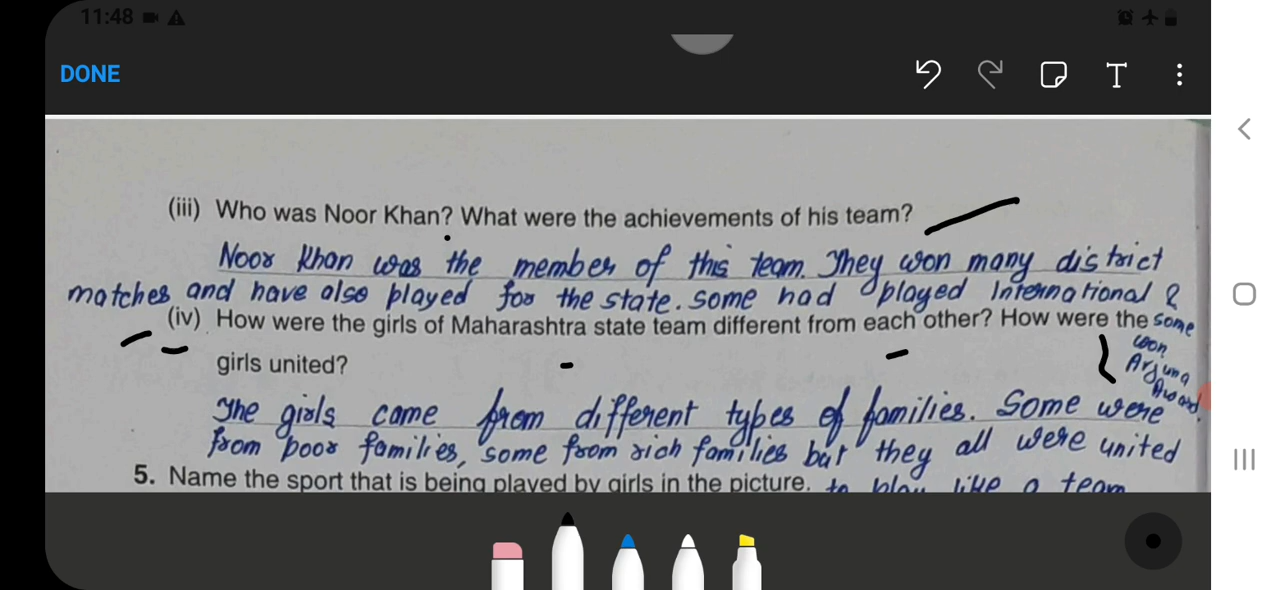 11:48
DONE
T
(iii) Who was Noor Khan? What were the achievements of his team?
Noor Khan was the member of this team. They won many district
matches and have also played for the state. some had played International &
(iv) How were the girls of Maharashtra state team different from each other? How were the some
won
girls united?
Arjuna
Award.
The girls came from different types of families. Some were
from poor families, some from rich families but they all were united
5. Name the sport that is being played by girls in the picture. to play like a team